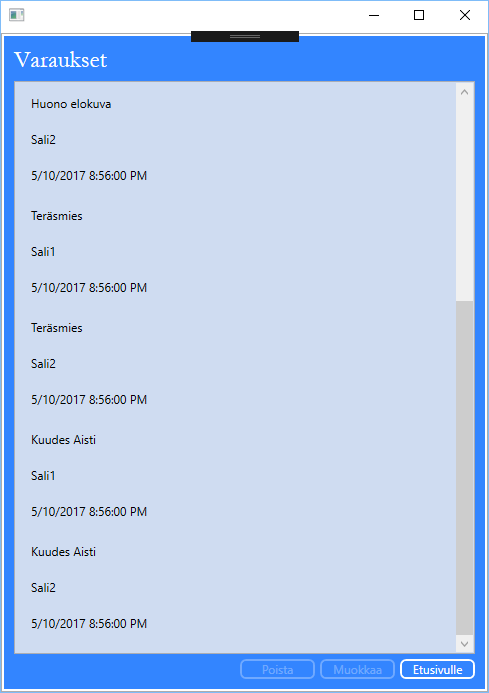 Varaukset
Huono elokuva
Sali2
5/10/2017 8:56:00 PM
Teräsmies
Sali1
5/10/2017 8:56:00 PM
Teräsmies
Sali2
5/10/2017 8:56:00 PM
Kuudes Aisti
Sali1
5/10/2017 8:56:00 PM
Kuudes Aisti
Sali2
5/10/2017 8:56:00 PM
Poista Muokkaa Etusivulle